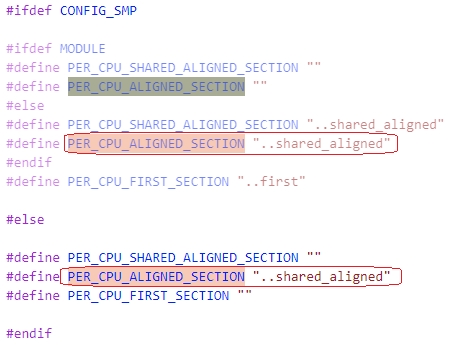 #ifdef CONFIG_SMP
#ifdef MODULE
#define PER_CPU_SHARED_ALIGNED_SECTION ""
#define PER_CPU_ALIGNED_SECTION ""
#else
#define PER_CPU_SHARED_ALIGNED_SECTION "..shared_aligned"
#define PER_CPU_ALIGNED_SECTION "..shared_aligned"
#endif
#define PER_CPU_FIRST_SECTION "..first"
#else
#define PER_CPU_SHARED_ALIGNED_SECTION ""
#define PER_CPU_ALIGNED_SECTION "..shared_aligned"
#define PER_CPU_FIRST_SECTION ""
#endif